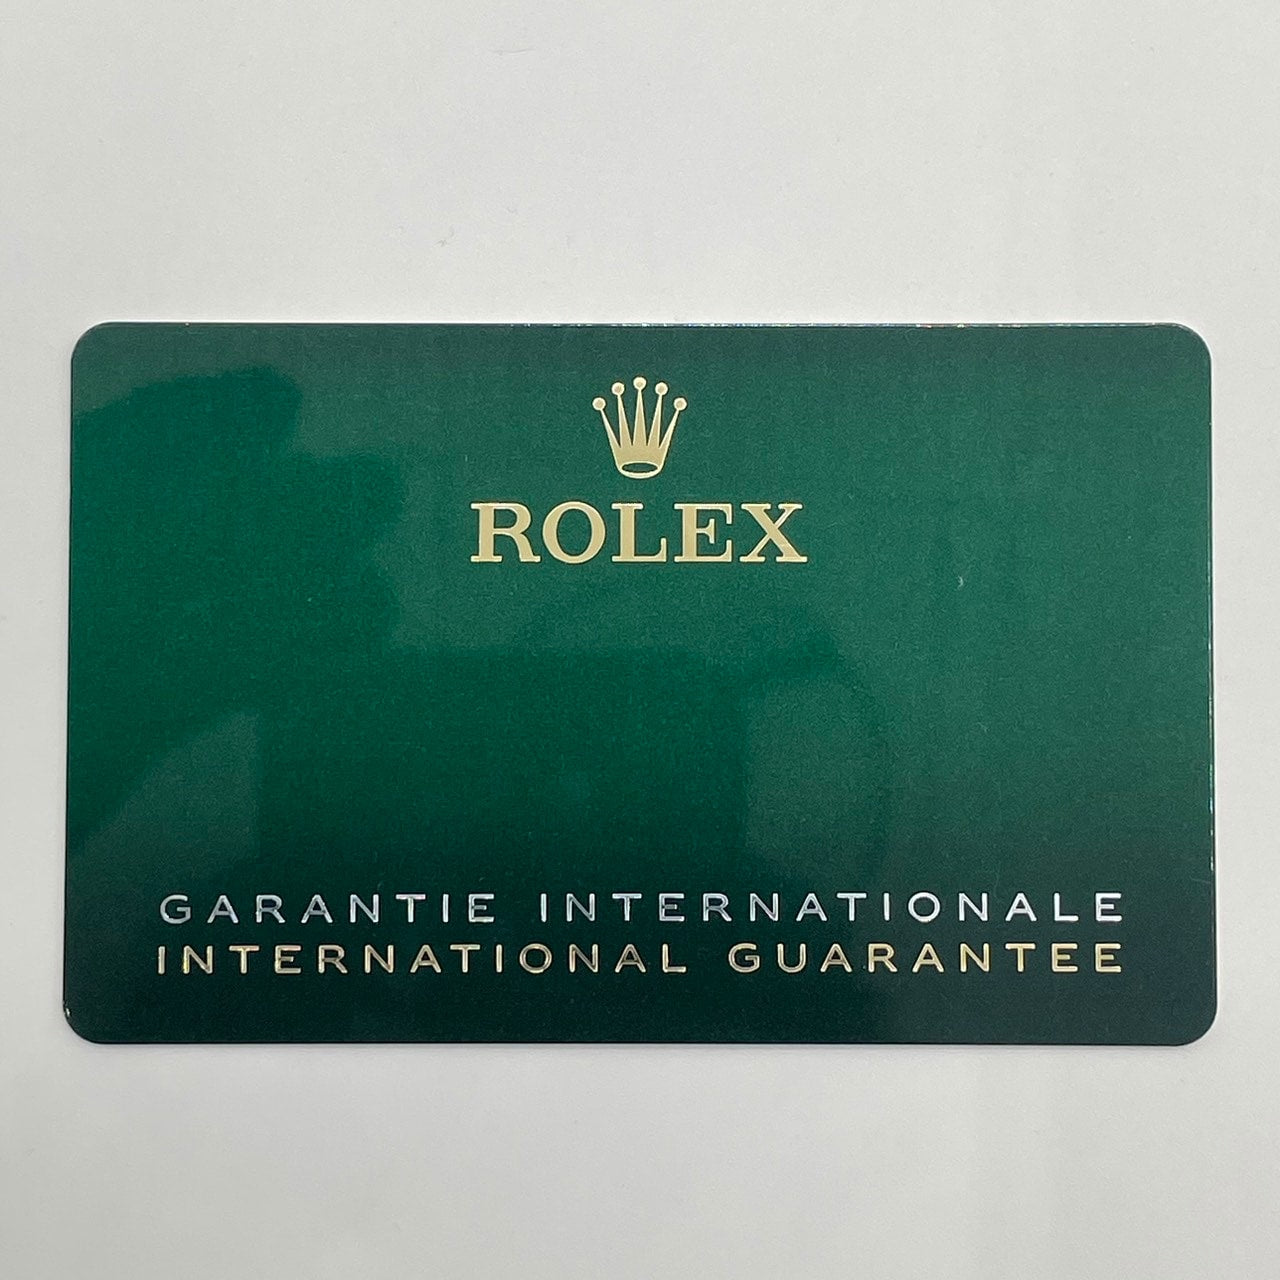 ROLEX
GARANTIE INTERNATIONALE
INTERNATIONAL GUARANTEE